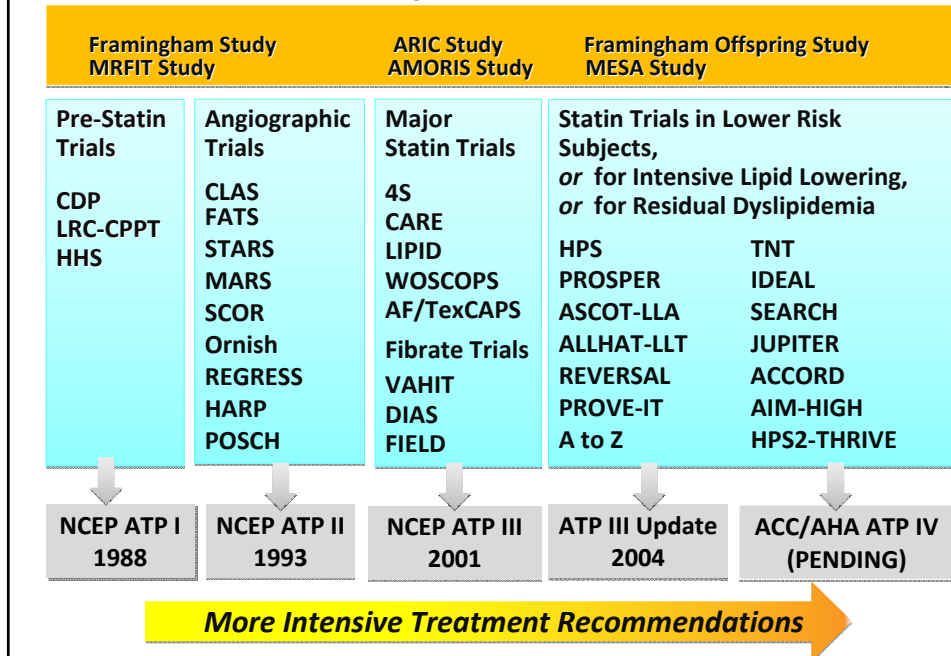 Framingham Study
MRFIT Study
ARIC Study
AMORIS Study
Framingham Offspring Study
MESA Study
Pre-Statin
Trials
CDP
LRC-CPPT
HHS
Angiographic
Trials
CLAS
FATS
STARS
MARS
SCOR
Ornish
REGRESS
HARP
POSCH
Major
Statin Trials
4S
CARE
LIPID
WOSCOPS
AF/TexCAPS
Fibrate Trials
VAHIT
DIAS
FIELD
Statin Trials in Lower Risk
Subjects,
or for Intensive Lipid Lowering,
or for Residual Dyslipidemia
HPS
PROSPER
ASCOT-LLA
ALLHAT-LLT
REVERSAL
PROVE-IT
A to Z
TNT
IDEAL
SEARCH
JUPITER
ACCORD
AIM-HIGH
HPS2-THRIVE
NCEP ATP I
1988
NCEP ATP II
1993
NCEP ATP III
2001
ATP III Update
2004
ACC/AHA ATP IV
(PENDING)
More Intensive Treatment Recommendations